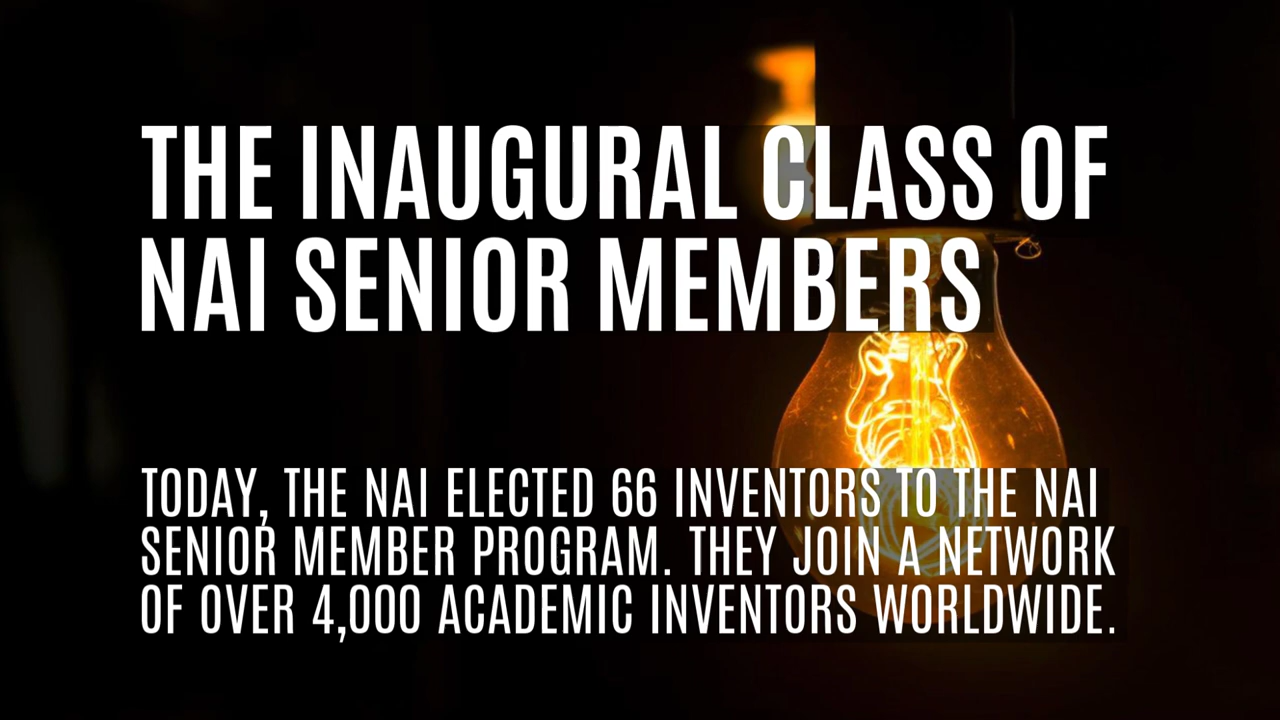 THE INAUGURAL CLASS OF
NAI SENIOR MEMBERS
TODAY, THE NAI ELECTED 66 INVENTORS TO THE NAI
SENIOR MEMBER PROGRAM. THEY JOIN A NETWORK
OF OVER 4,000 ACADEMIC INVENTORS WORLDWIDE.